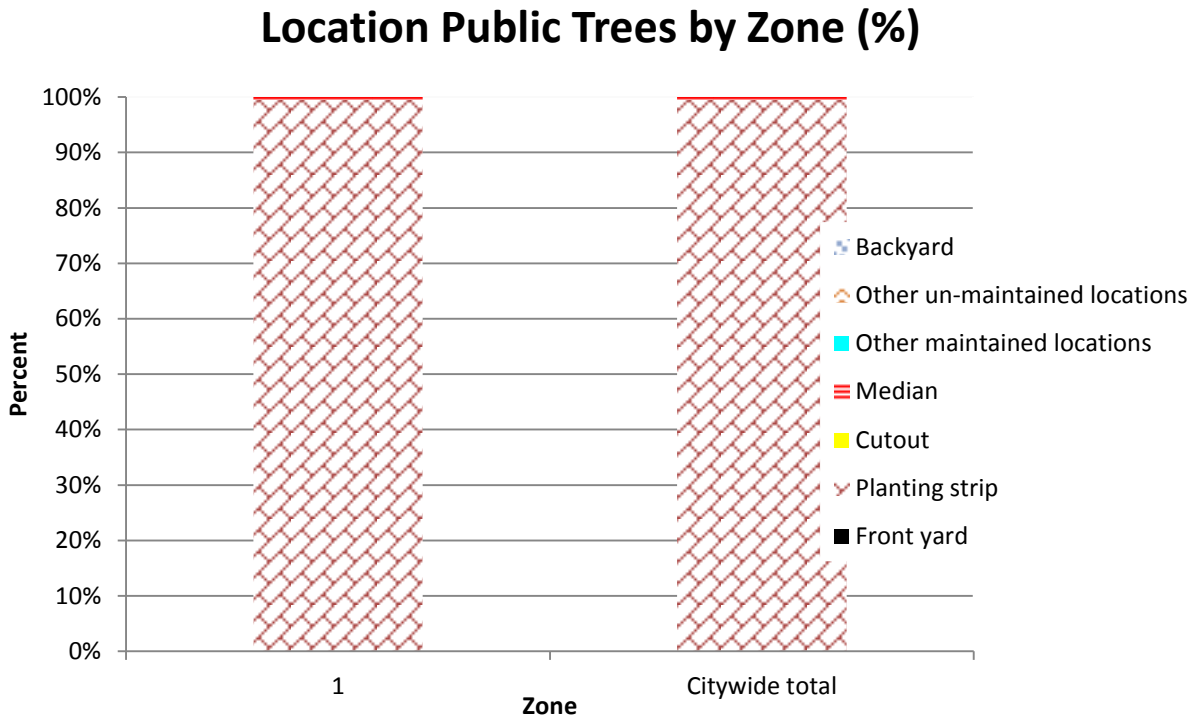 Location Public Trees by Zone (%)
100%
90%
80%
70%
60%
50%
40%
30%
20%
10%
0%
Percent
1
Citywide total
Zone
Backyard
Other un-maintained locations
Other maintained locations
Median
Cutout
Planting strip
Front yard